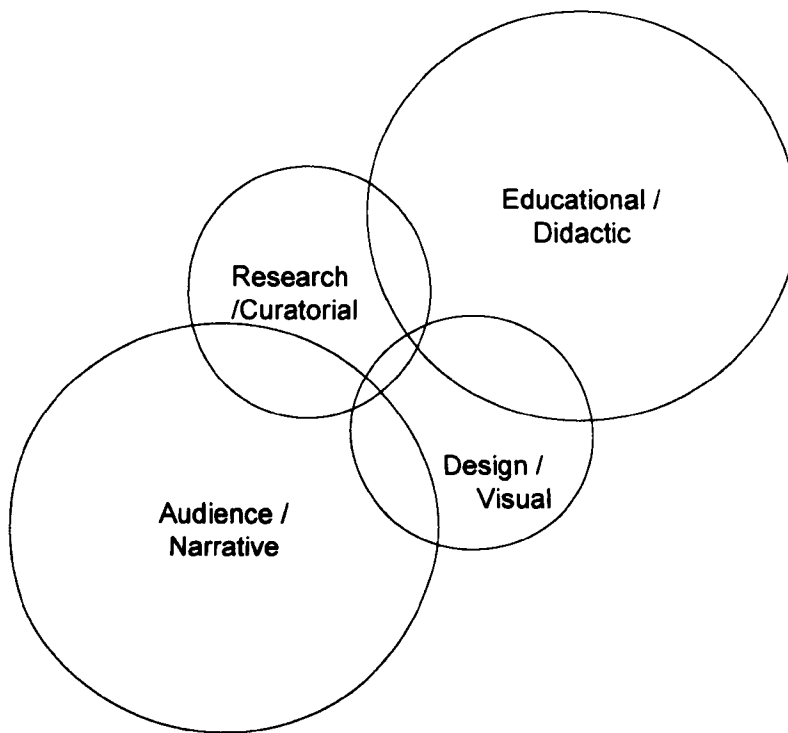 Educational /
Didactic
Research
/Curatorial
Design /
Visual
Audience /
Narrative